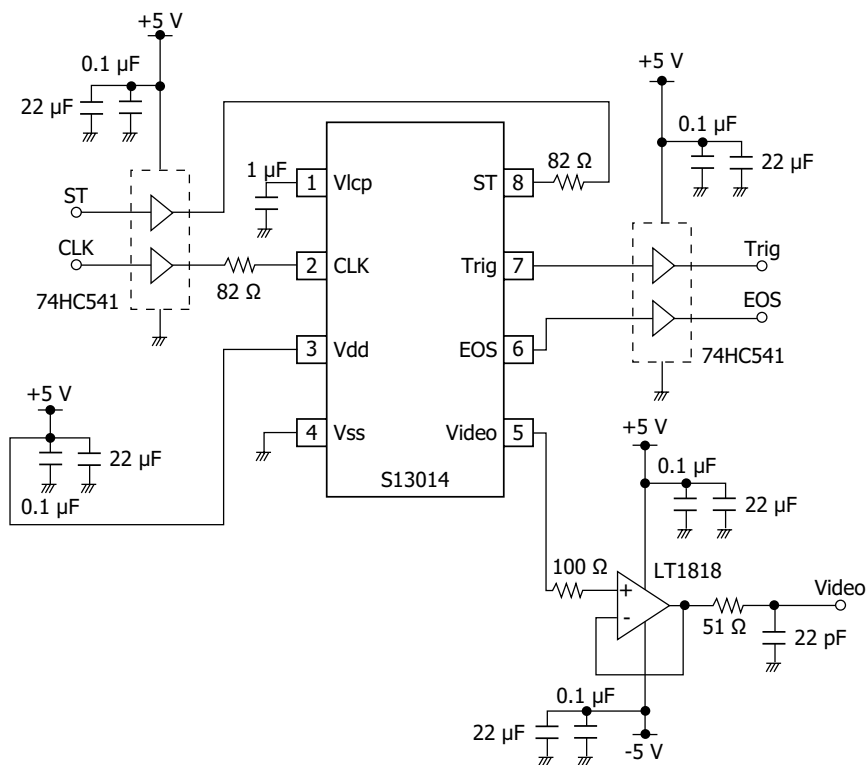 +5 V
0.1 µF
22 µF
ST
CLK
74HC541
82 Ω
1 µF
1 Vlcp
2 CLK
3 Vdd
4 Vss
ST 8
Trig 7
EOS 6
Video 5
S13014
82 Ω
+5 V
0.1 µF
22 µF
Trig
EOS
74HC541
+5 V
22 µF
0.1 µF
+5 V
0.1 µF
22 µF
100 Ω
LT1818
+
-
51 Ω
Video
22 pF
0.1 µF
22 µF
-5 V